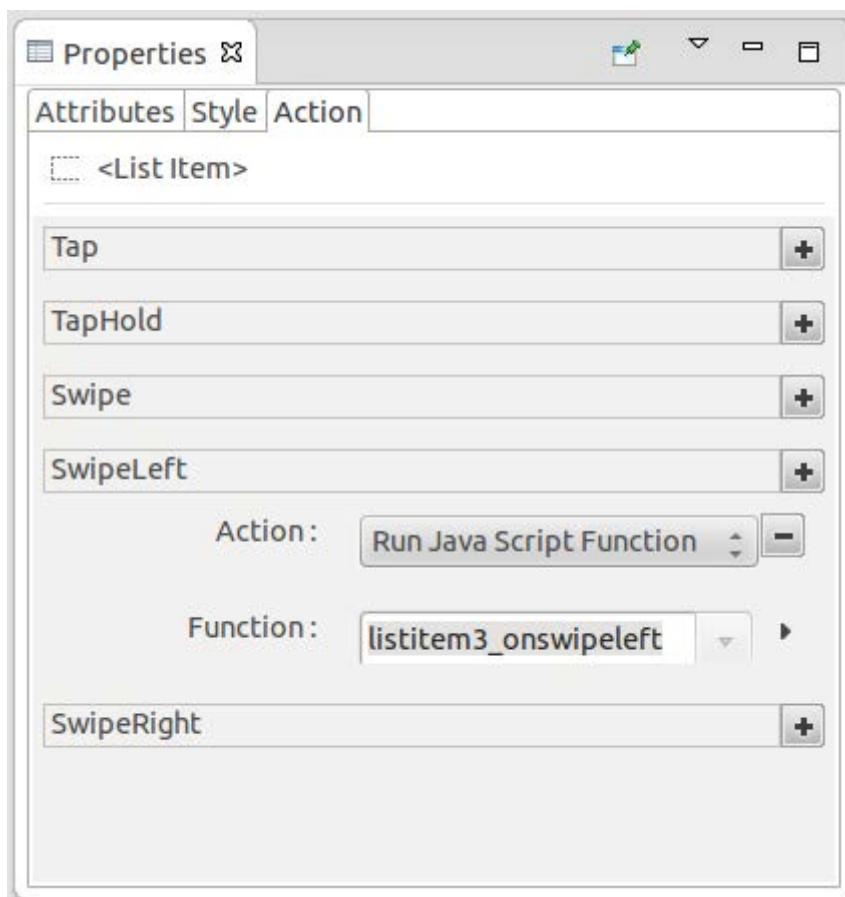 Properties
Attributes Style Action
<List Item>
Tap
TapHold
Swipe
SwipeLeft
Action: Run Java Script Function
Function: listitem3_onswipeleft
SwipeRight